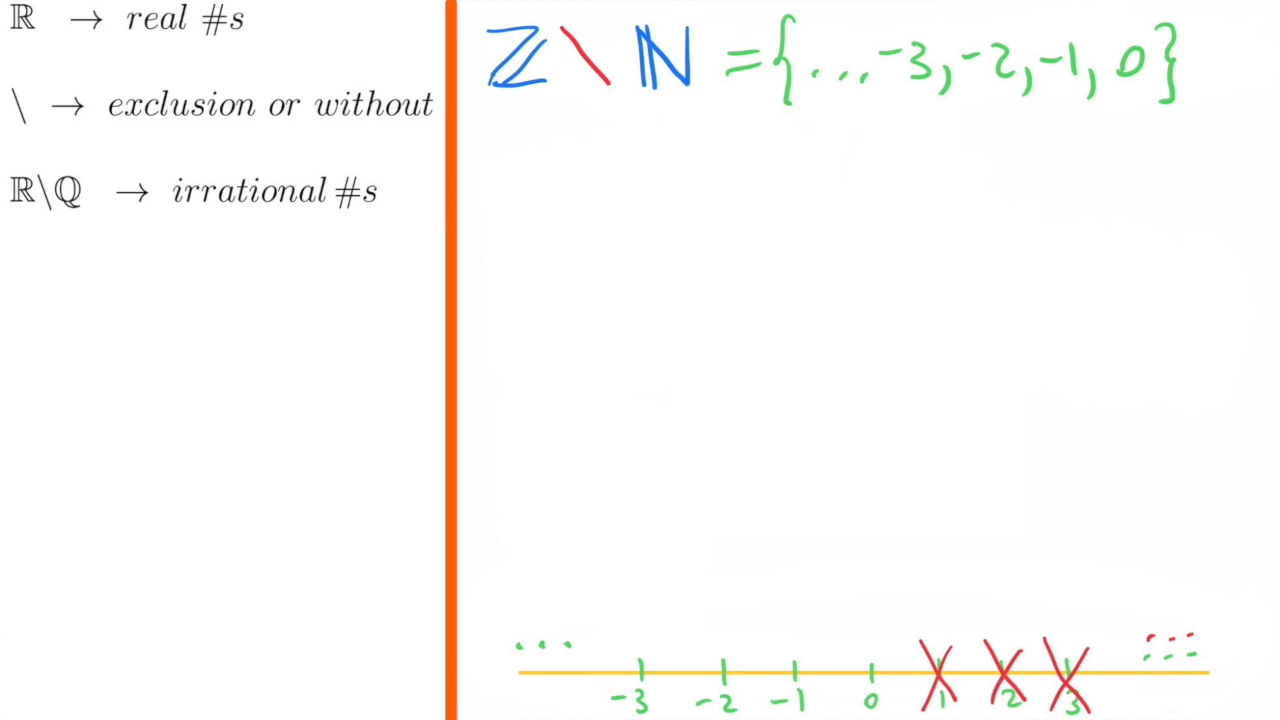 ℝ → real #s
\ → exclusion or without
ℝ\ℚ → irrational #s
ℤ \ ℕ = {... -3, -2, -1, 0}
... -3 -2 -1 0 1 2 3 ... ...